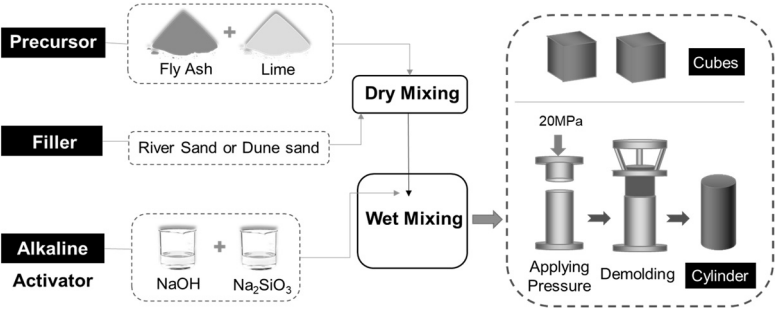 Precursor
Fly Ash + Lime
Dry Mixing
Filler
River Sand or Dune sand
Wet Mixing
Alkaline
Activator
NaOH + Na₂SiO₃
Cubes
20MPa
Applying
Pressure
Demolding
Cylinder